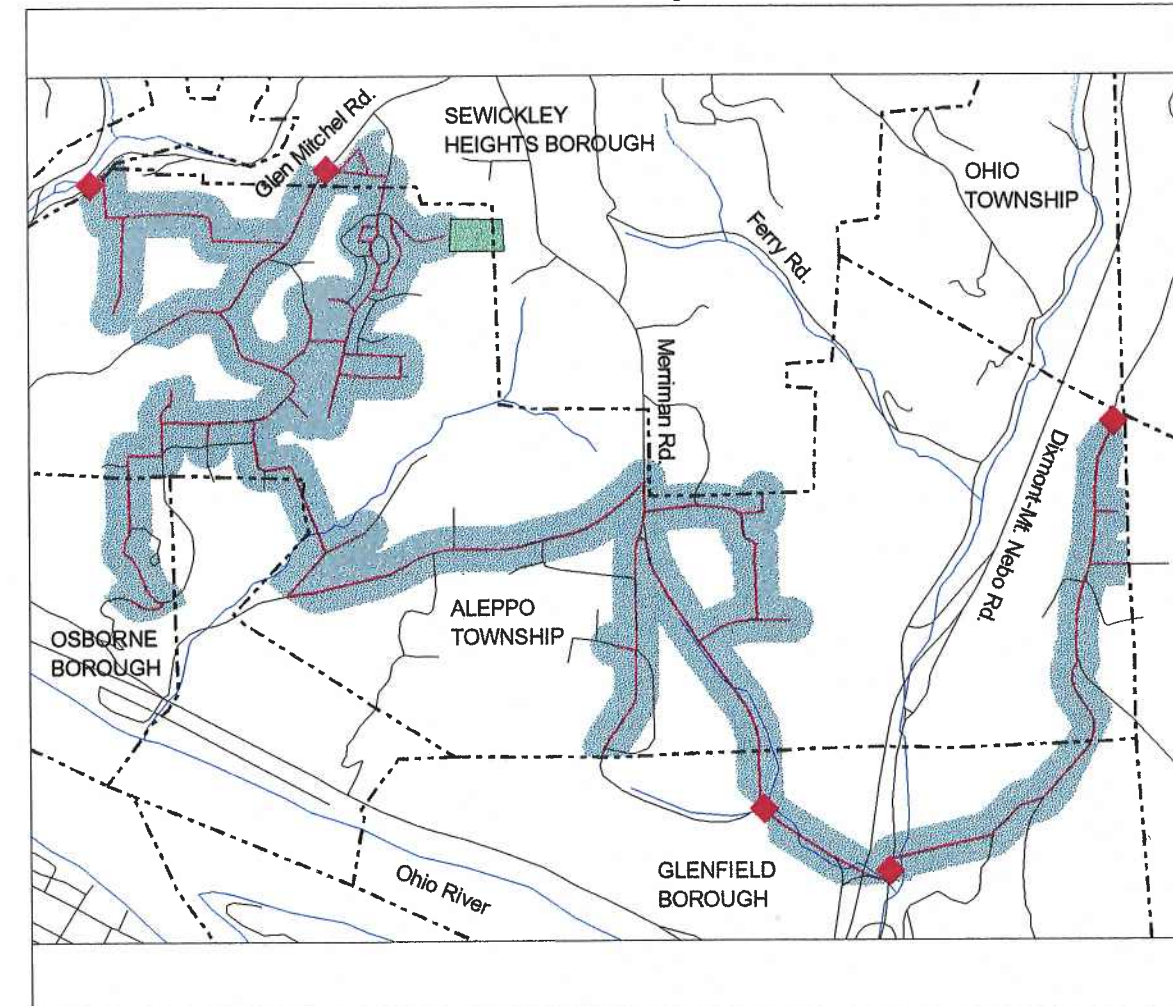 SEWICKLEY
HEIGHTS BOROUGH
Glen Mitchel Rd.
OHIO
TOWNSHIP
Ferry Rd.
Merriman Rd.
Dixmont-Mt. Nebo Rd.
ALEPPO
TOWNSHIP
OSBORNE
BOROUGH
GLENFIELD
BOROUGH
Ohio River